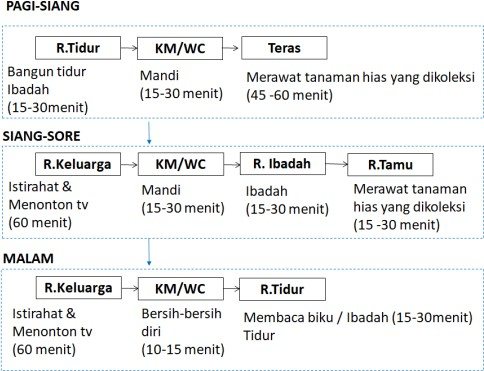 PAGI-SIANG
R.Tidur KM/WC Teras
Bangun tidur
Ibadah
(15-30menit)
Mandi
(15-30 menit)
Merawat tanaman hias yang dikoleksi
(45 -60 menit)
SIANG-SORE
R.Keluarga KM/WC R. Ibadah R.Tamu
Istirahat &
Menonton tv
(60 menit)
Mandi
(15-30 menit)
Ibadah
(15-30 menit)
Merawat tanaman
hias yang dikoleksi
(15 -30 menit)
MALAM
R.Keluarga KM/WC R.Tidur
Istirahat &
Menonton tv
(60 menit)
Bersih-bersih
diri
(10-15 menit)
Membaca biku / Ibadah (15-30menit)
Tidur